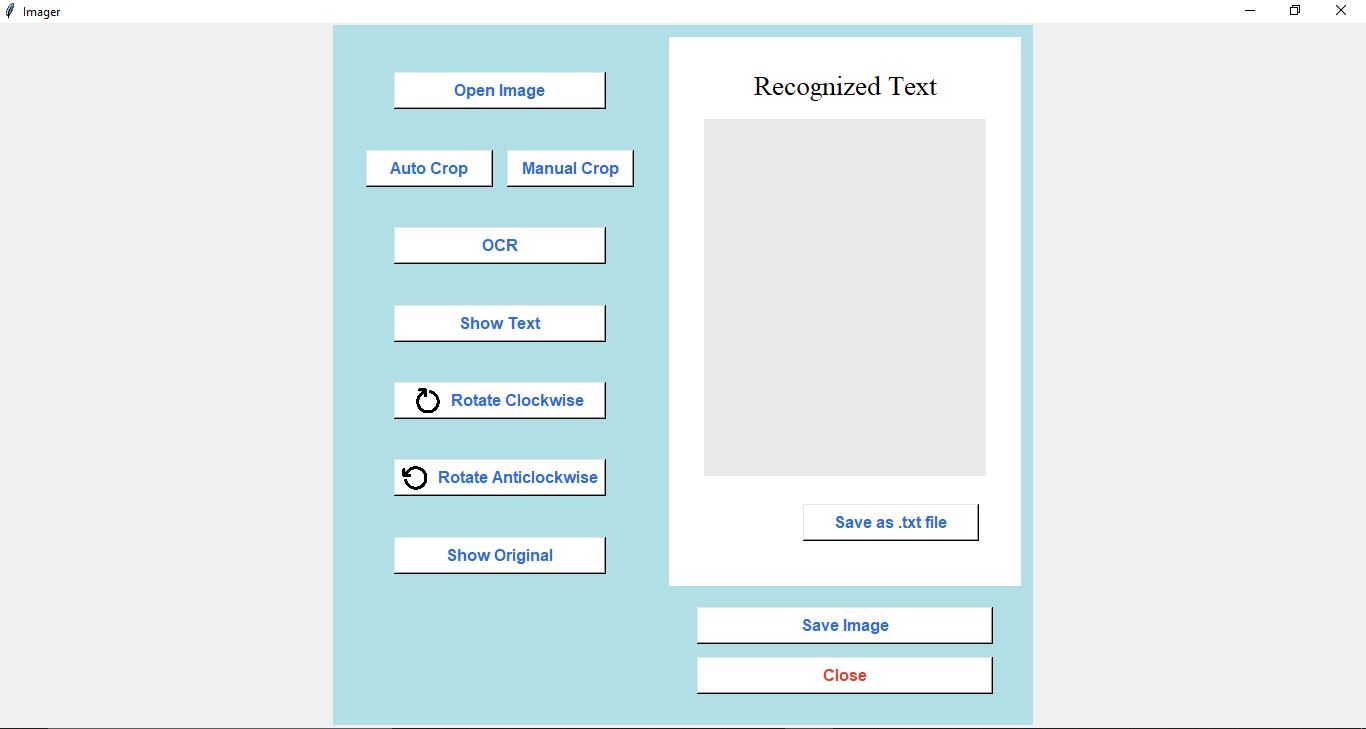 Imager
Open Image
Auto Crop
Manual Crop
OCR
Show Text
Rotate Clockwise
Rotate Anticlockwise
Show Original
Recognized Text
Save as .txt file
Save Image
Close